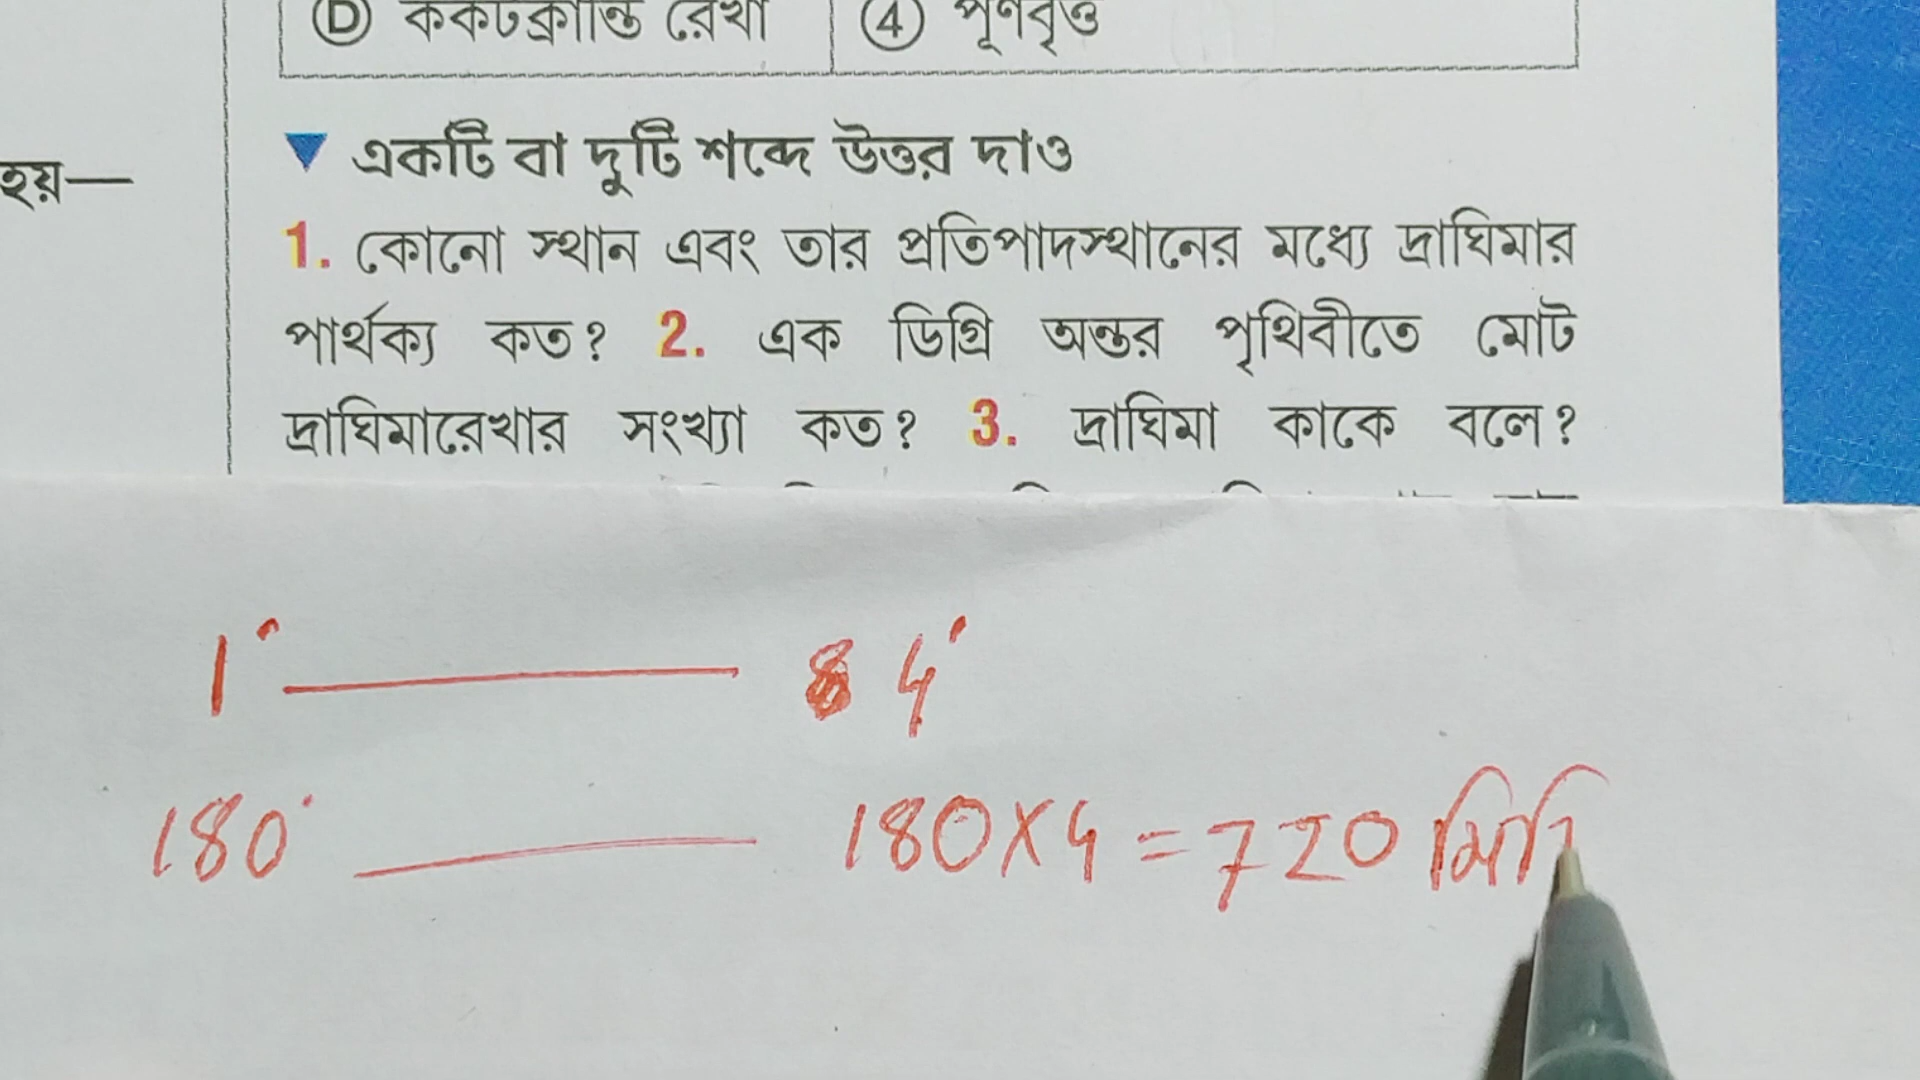 D কর্কটক্রান্তি রেখা 4 পূর্ণবৃত্ত
হয়—
▼ একটি বা দুটি শব্দে উত্তর দাও
1. কোনো স্থান এবং তার প্রতিপাদস্থানের মধ্যে দ্রাঘিমার
পার্থক্য কত? 2. এক ডিগ্রি অন্তর পৃথিবীতে মোট
দ্রাঘিমারেখার সংখ্যা কত? 3. দ্রাঘিমা কাকে বলে?
1° — 4'
180° — 180×4 = 720 মিনি